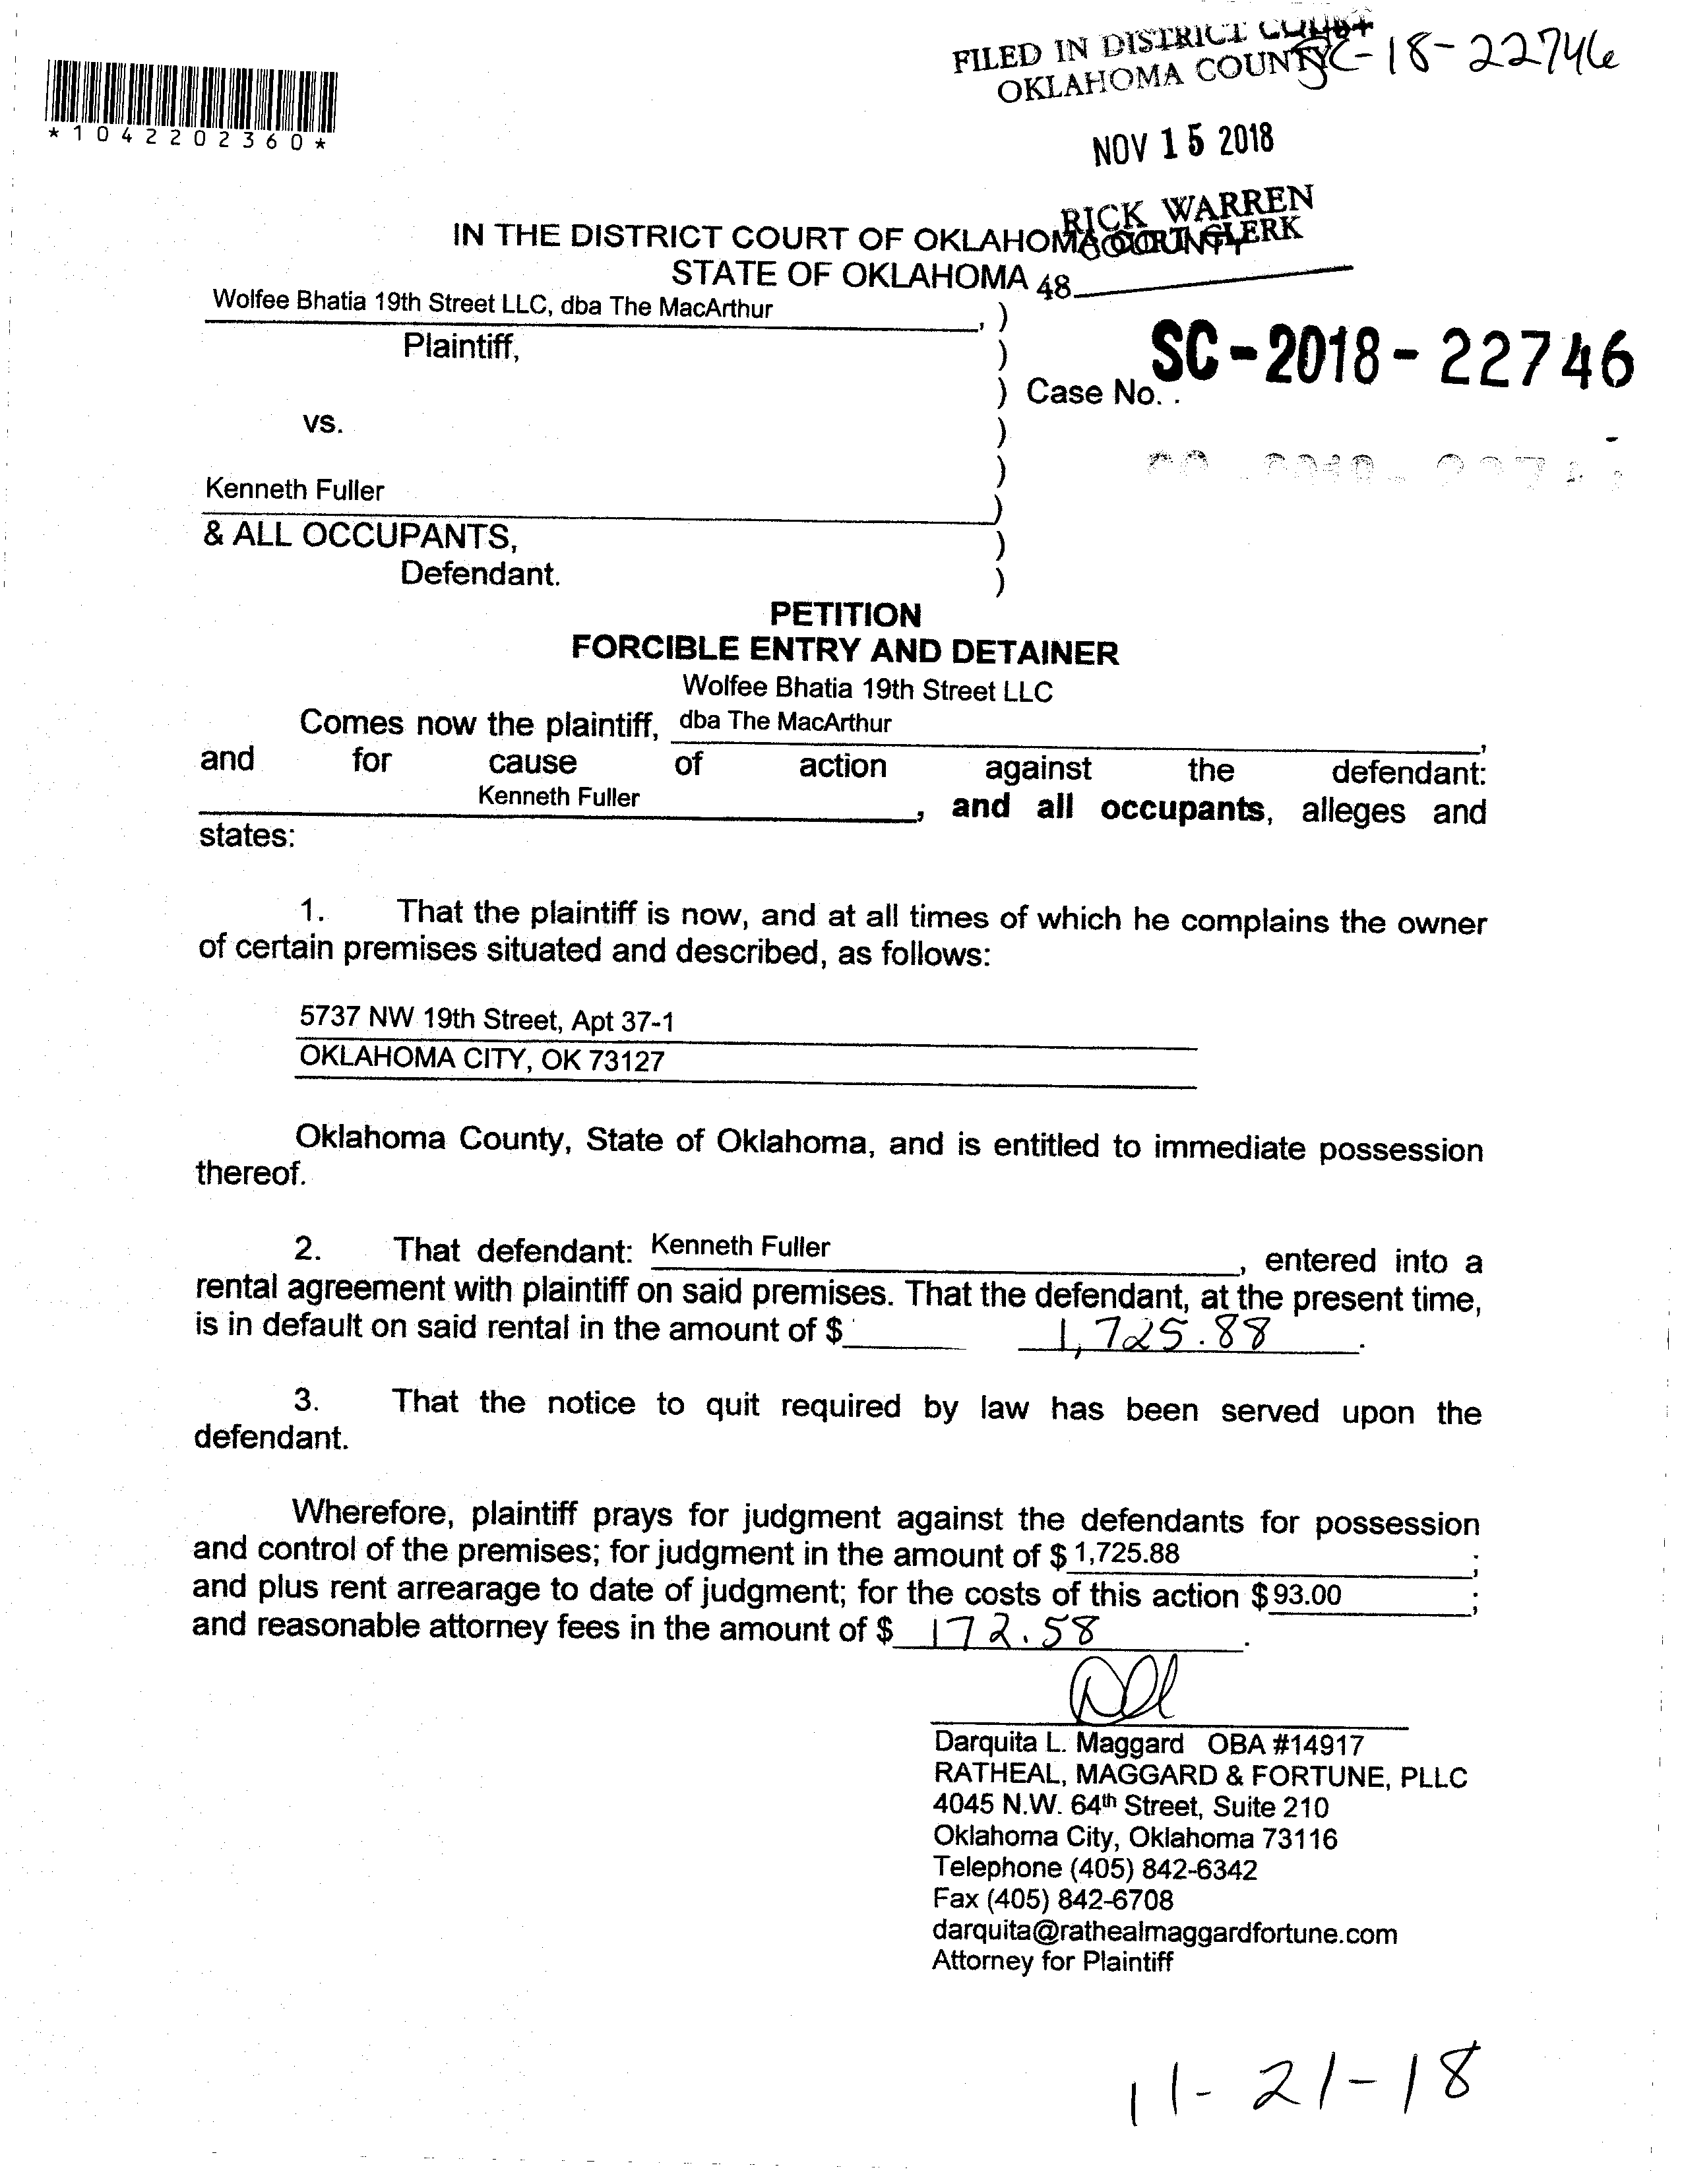 FILED IN DISTRICT COURT
OKLAHOMA COUNTY
SC-18-22746
*1042202360*
NOV 15 2018
RICK WARREN
COURT CLERK
IN THE DISTRICT COURT OF OKLAHOMA COUNTY
STATE OF OKLAHOMA
48
Wolfee Bhatia 19th Street LLC, dba The MacArthur , )
Plaintiff, )
) Case No. . SC-2018-22746
vs. )
)
Kenneth Fuller )
& ALL OCCUPANTS, )
Defendant. )
PETITION
FORCIBLE ENTRY AND DETAINER
Wolfee Bhatia 19th Street LLC
Comes now the plaintiff, dba The MacArthur ,
and for cause of action against the defendant:
Kenneth Fuller , and all occupants, alleges and
states:
1. That the plaintiff is now, and at all times of which he complains the owner
of certain premises situated and described, as follows:
5737 NW 19th Street, Apt 37-1
OKLAHOMA CITY, OK 73127
Oklahoma County, State of Oklahoma, and is entitled to immediate possession
thereof.
2. That defendant: Kenneth Fuller , entered into a
rental agreement with plaintiff on said premises. That the defendant, at the present time,
is in default on said rental in the amount of $ 1,725.88 .
3. That the notice to quit required by law has been served upon the
defendant.
Wherefore, plaintiff prays for judgment against the defendants for possession
and control of the premises; for judgment in the amount of $ 1,725.88 ;
and plus rent arrearage to date of judgment; for the costs of this action $ 93.00 ;
and reasonable attorney fees in the amount of $ 172.58 .
Darquita L. Maggard OBA #14917
RATHEAL, MAGGARD & FORTUNE, PLLC
4045 N.W. 64th Street, Suite 210
Oklahoma City, Oklahoma 73116
Telephone (405) 842-6342
Fax (405) 842-6708
darquita@rathealmaggardfortune.com
Attorney for Plaintiff
11-21-18